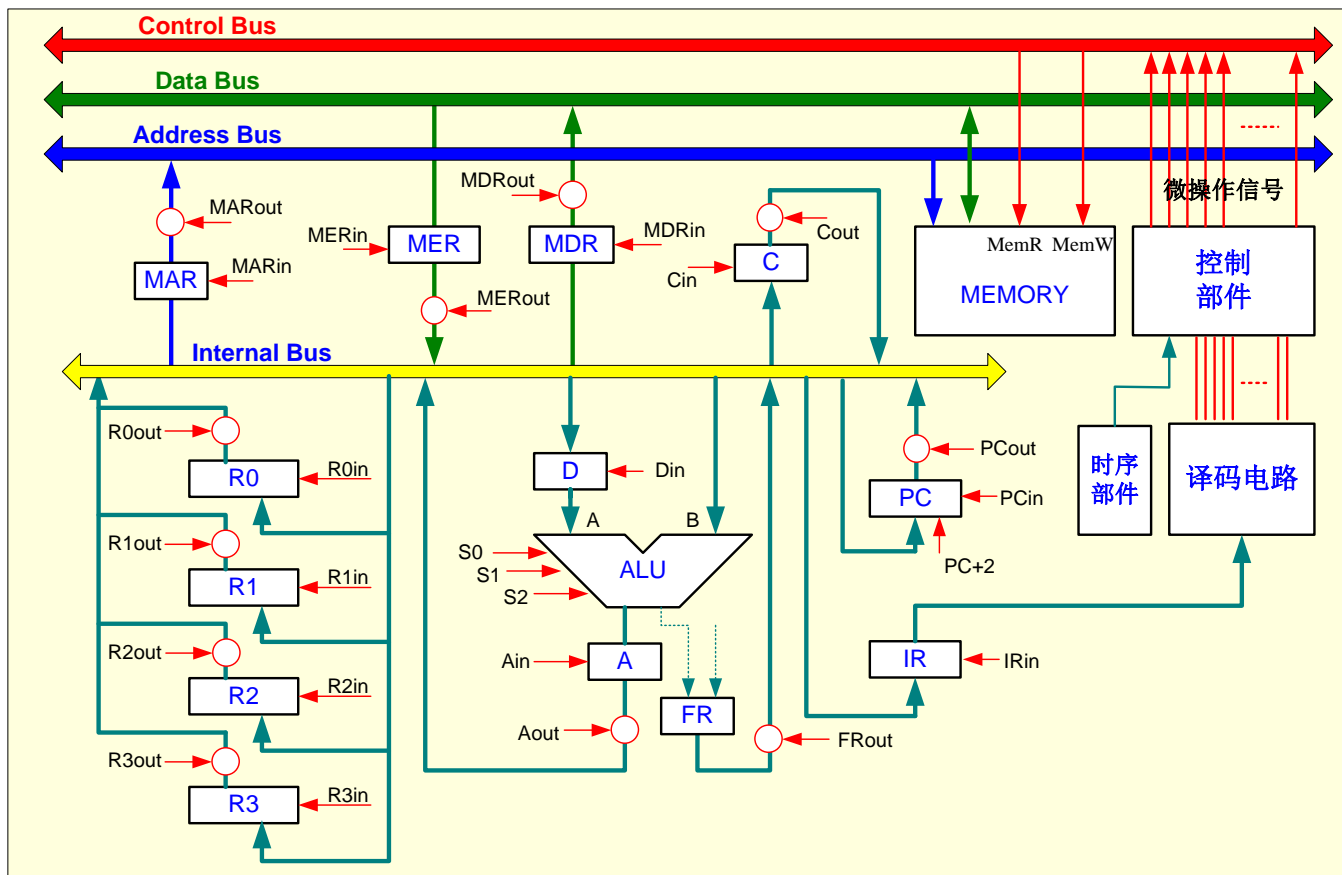 Control Bus
Data Bus
Address Bus
微操作信号
MARout
MARin
MAR
MERin
MER
MERout
MDRout
MDRin
MDR
Cout
Cin
C
MemR MemW
MEMORY
控制
部件
Internal Bus
R0out
R0in
R0
R1out
R1in
R1
R2out
R2in
R2
R3out
R3in
R3
D
Din
A
B
S0
S1
S2
ALU
Ain
A
Aout
FR
FRout
PCout
PC
PCin
PC+2
IR
IRin
时序
部件
译码电路